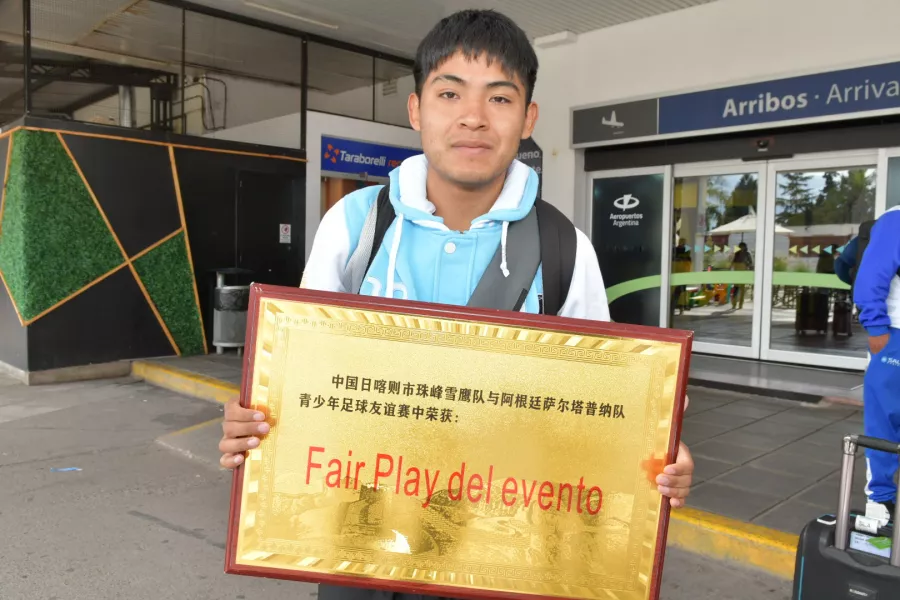 Arribos · Arriva
Taraborelli
Aeropuertos
Argentina
中国日喀则市珠峰雪鹰队与阿根廷萨尔塔普纳队
青少年足球友谊赛中荣获：
Fair Play del evento